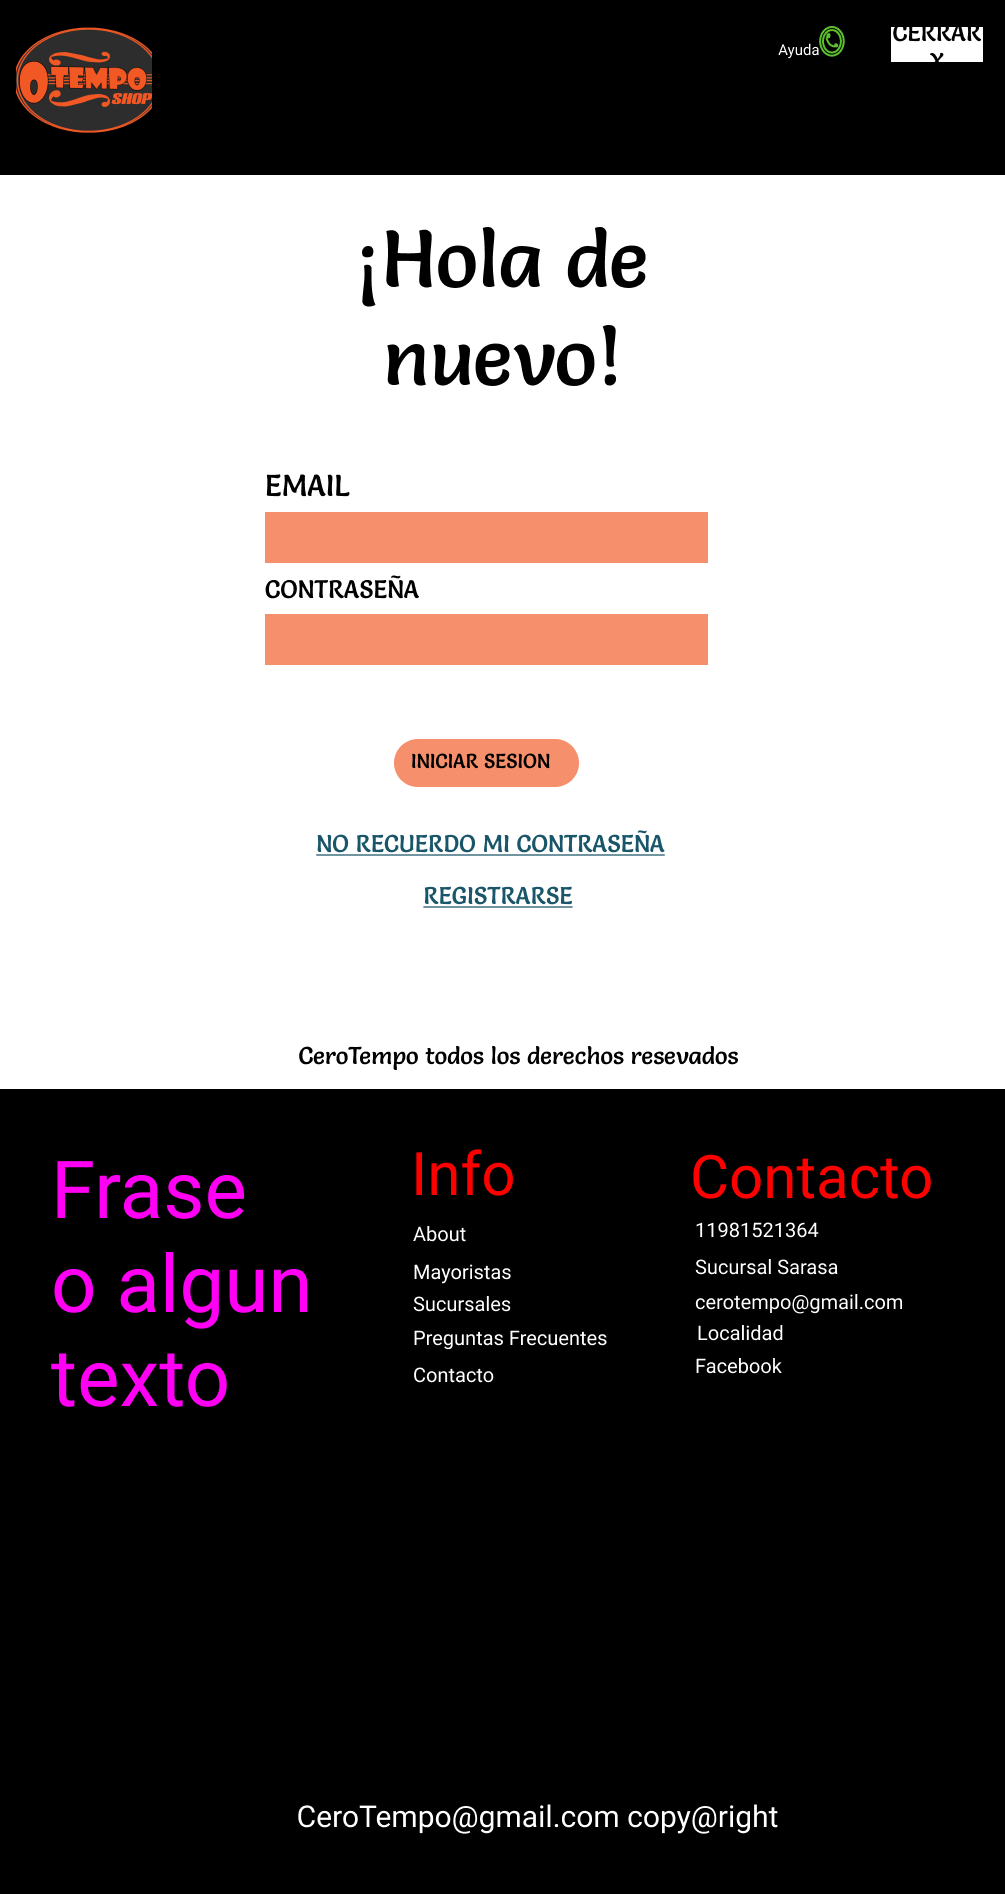 0 TEMPO
SHOP
Ayuda
CERRAR
X
¡Hola de
nuevo!
EMAIL
CONTRASEÑA
INICIAR SESION
NO RECUERDO MI CONTRASEÑA
REGISTRARSE
CeroTempo todos los derechos resevados
Frase
o algun
texto
Info
About
Mayoristas
Sucursales
Preguntas Frecuentes
Contacto
Contacto
11981521364
Sucursal Sarasa
cerotempo@gmail.com
Localidad
Facebook
CeroTempo@gmail.com copy@right